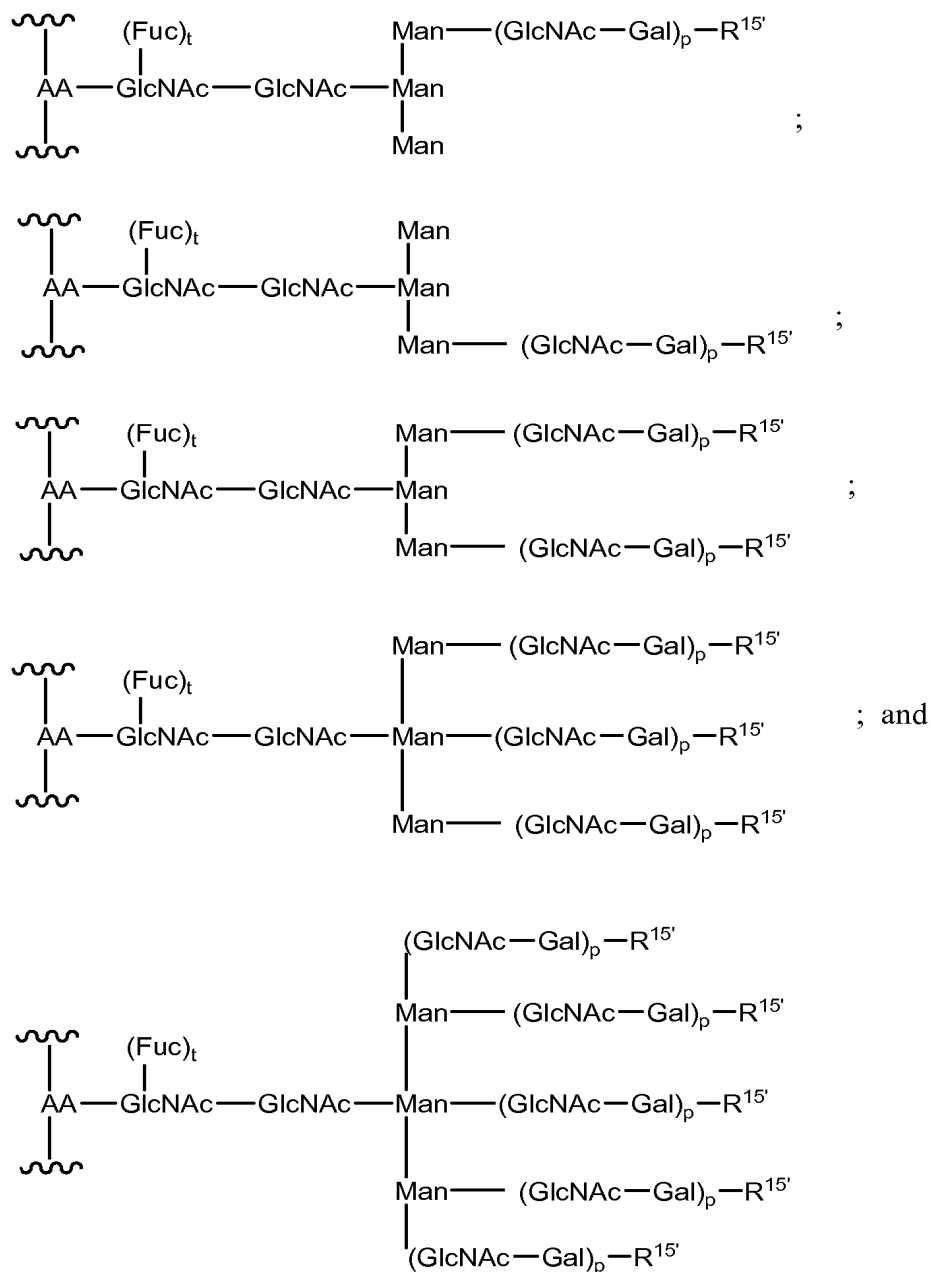 (Fuc)t Man—(GlcNAc—Gal)p—R15'
AA—GlcNAc—GlcNAc—Man
Man ;
(Fuc)t Man
AA—GlcNAc—GlcNAc—Man
Man—(GlcNAc—Gal)p—R15' ;
(Fuc)t Man—(GlcNAc—Gal)p—R15'
AA—GlcNAc—GlcNAc—Man ;
Man—(GlcNAc—Gal)p—R15'
Man—(GlcNAc—Gal)p—R15'
(Fuc)t
AA—GlcNAc—GlcNAc—Man—(GlcNAc—Gal)p—R15' ; and
Man—(GlcNAc—Gal)p—R15'
(GlcNAc—Gal)p—R15'
Man—(GlcNAc—Gal)p—R15'
(Fuc)t
AA—GlcNAc—GlcNAc—Man—(GlcNAc—Gal)p—R15'
Man—(GlcNAc—Gal)p—R15'
(GlcNAc—Gal)p—R15'